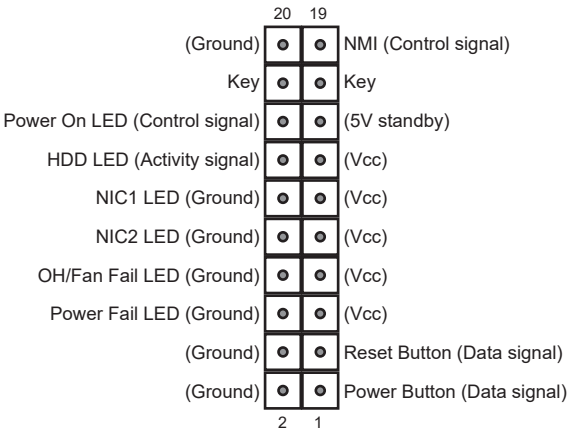 20 19
(Ground) NMI (Control signal)
Key Key
Power On LED (Control signal) (5V standby)
HDD LED (Activity signal) (Vcc)
NIC1 LED (Ground) (Vcc)
NIC2 LED (Ground) (Vcc)
OH/Fan Fail LED (Ground) (Vcc)
Power Fail LED (Ground) (Vcc)
(Ground) Reset Button (Data signal)
(Ground) Power Button (Data signal)
2 1